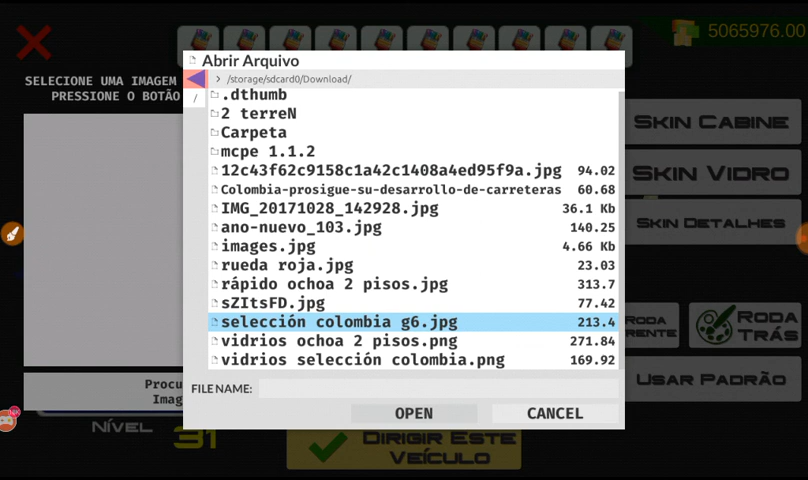 5065976.00
Abrir Arquivo
SELECIONE UMA IMAGEM
PRESSIONE O BOTÃO
/storage/sdcard0/Download/
/
.dthumb
2 terreN
Carpeta
mcpe 1.1.2
12c43f62c9158c1a42c1408a4ed95f9a.jpg 94.02
Colombia-prosigue-su-desarrollo-de-carreteras 60.68
IMG_20171028_142928.jpg 36.1 Kb
ano-nuevo_103.jpg 140.25
images.jpg 4.66 Kb
rueda roja.jpg 23.03
rápido ochoa 2 pisos.jpg 313.7
sZItsFD.jpg 77.42
selección colombia g6.jpg 213.4
vidrios ochoa 2 pisos.png 271.84
vidrios selección colombia.png 169.92
FILE NAME:
OPEN CANCEL
Skin Cabine
Skin Vidro
Skin Detalhes
Roda
Roda
Trás
Usar Padrão
Procu
Imag
Nível
31
Dirigir Este
Veículo